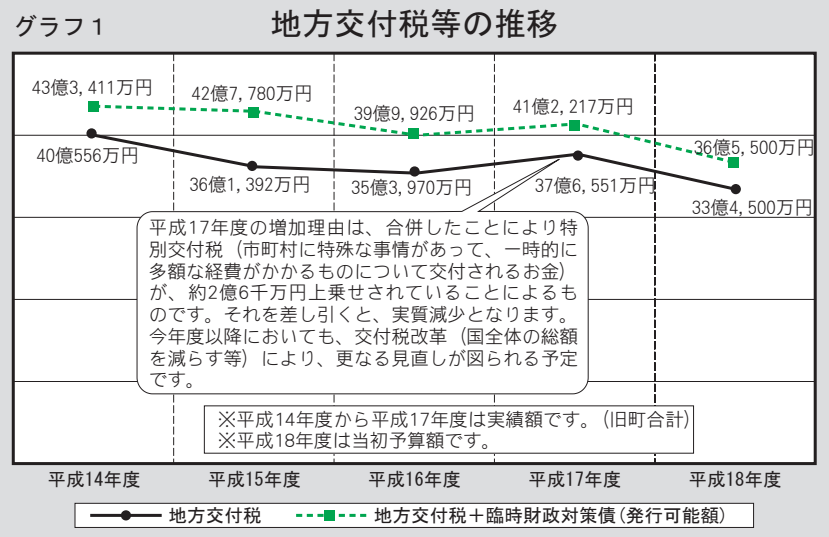 グラフ1
地方交付税等の推移
43億3,411万円
42億7,780万円
39億9,926万円
41億2,217万円
36億5,500万円
40億556万円
36億1,392万円
35億3,970万円
37億6,551万円
33億4,500万円
平成17年度の増加理由は、合併したことにより特
別交付税（市町村に特殊な事情があって、一時的に
多額な経費がかかるものについて交付されるお金）
が、約2億6千万円上乗せされていることによるも
のです。それを差し引くと、実質減少となります。
今年度以降においても、交付税改革（国全体の総額
を減らす等）により、更なる見直しが図られる予定
です。
※平成14年度から平成17年度は実績額です。(旧町合計)
※平成18年度は当初予算額です。
平成14年度
平成15年度
平成16年度
平成17年度
平成18年度
地方交付税
地方交付税＋臨時財政対策債(発行可能額)